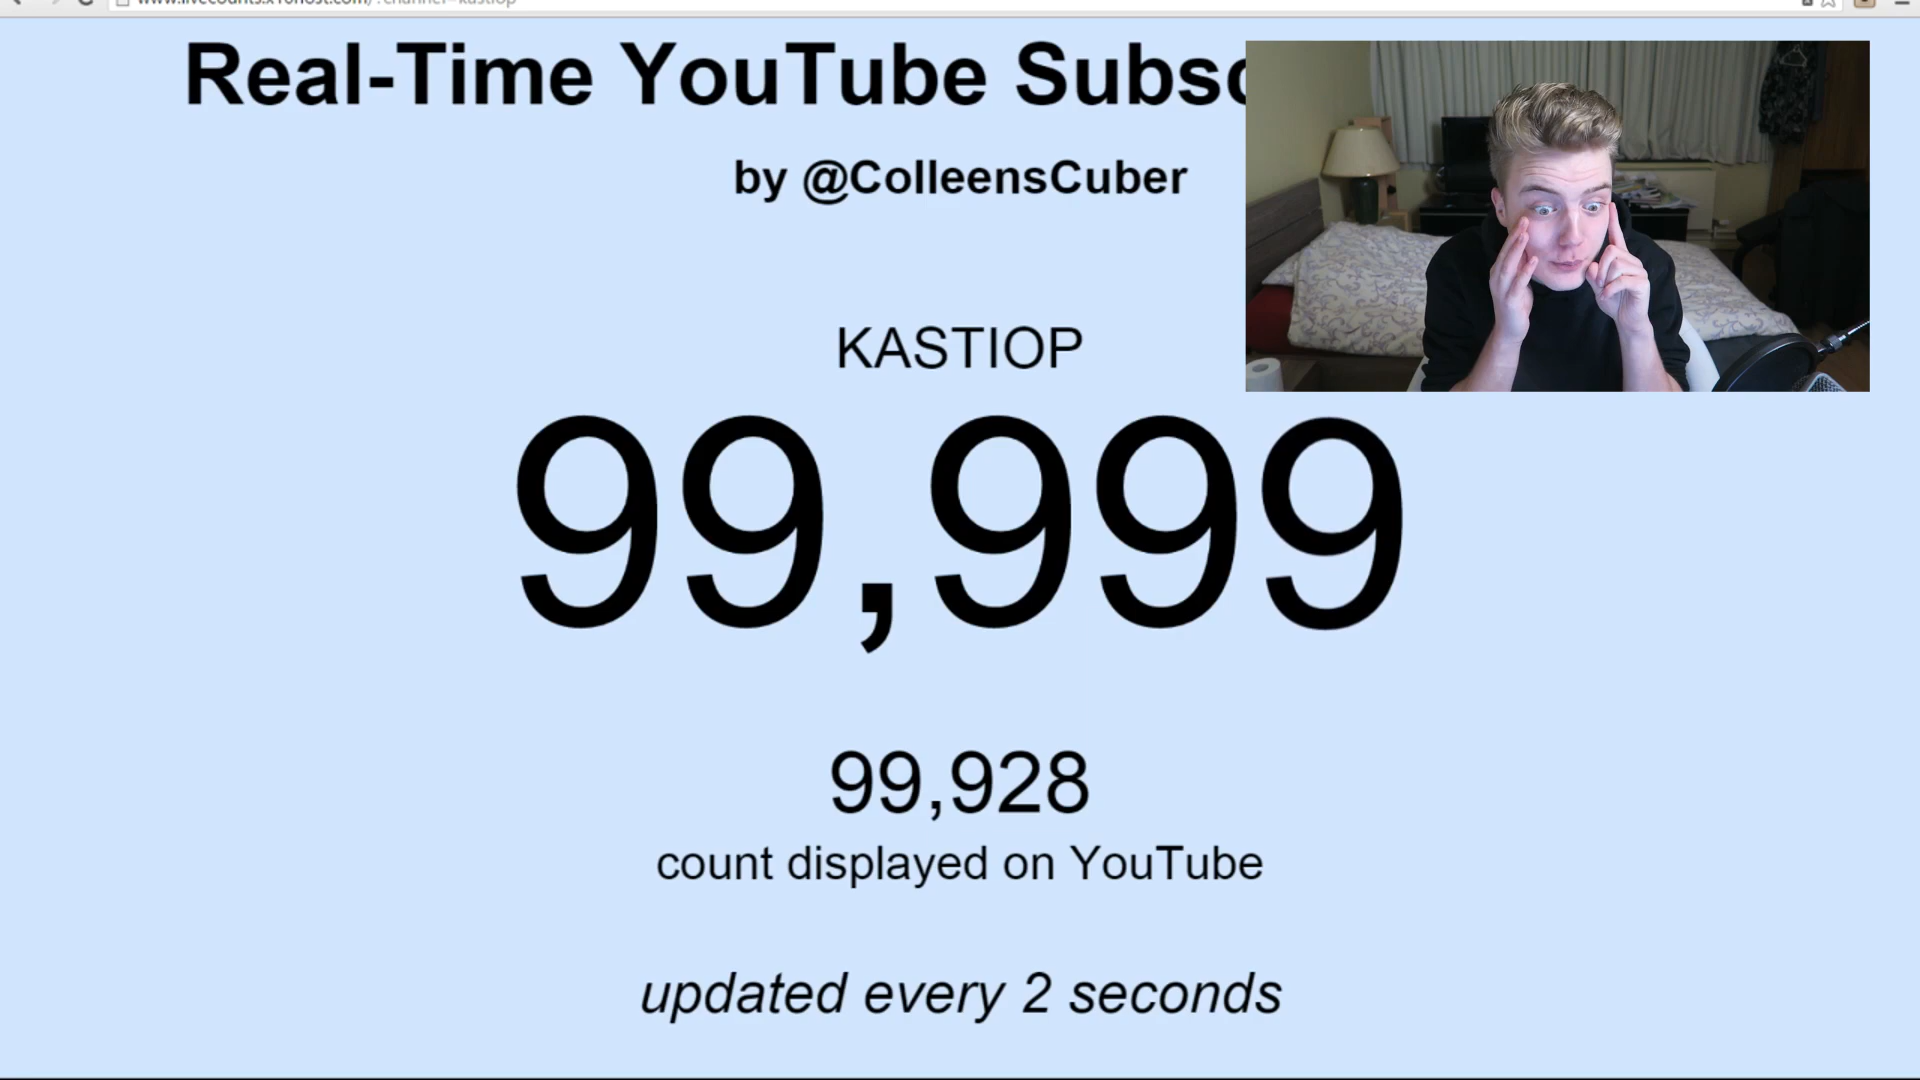 Real-Time YouTube Subsc
by @ColleensCuber
KASTIOP
99,999
99,928
count displayed on YouTube
updated every 2 seconds